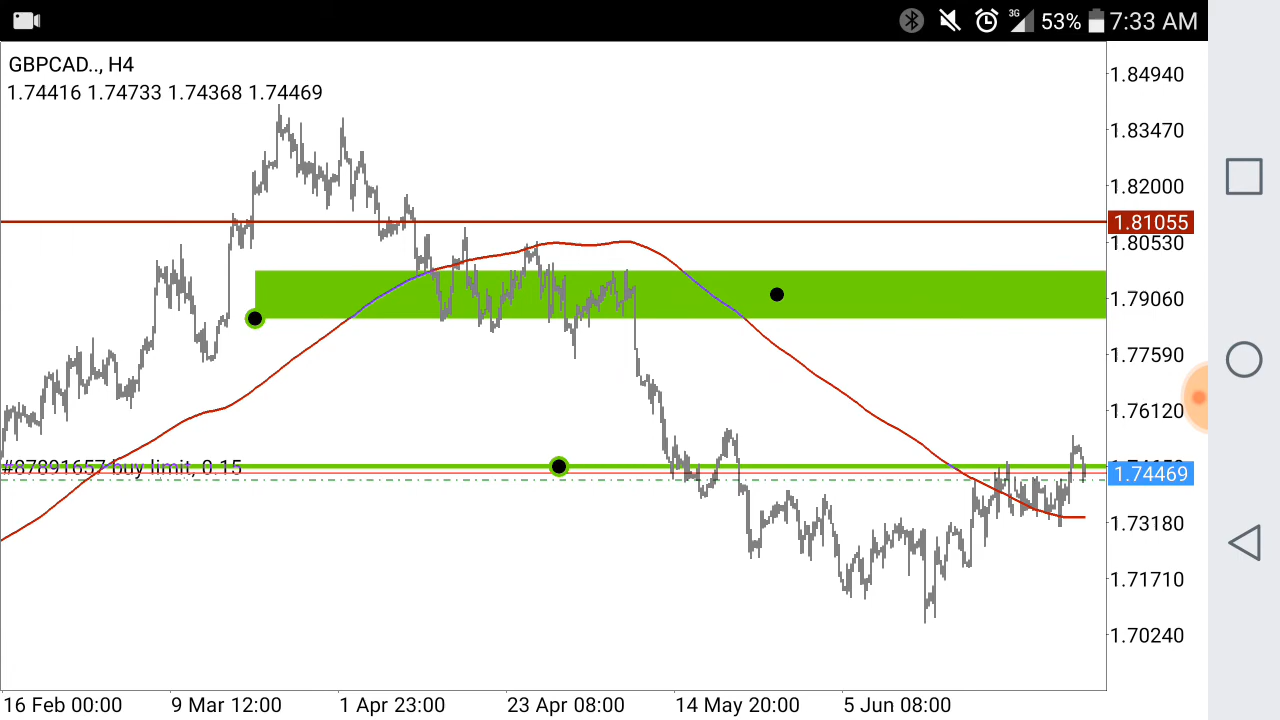 3G 53% 7:33 AM
GBPCAD.., H4
1.74416 1.74733 1.74368 1.74469
1.84940
1.83470
1.82000
1.81055
1.80530
1.79060
1.77590
1.76120
#87891657 buy limit, 0.15
1.74469
1.73180
1.71710
1.70240
16 Feb 00:00 9 Mar 12:00 1 Apr 23:00 23 Apr 08:00 14 May 20:00 5 Jun 08:00